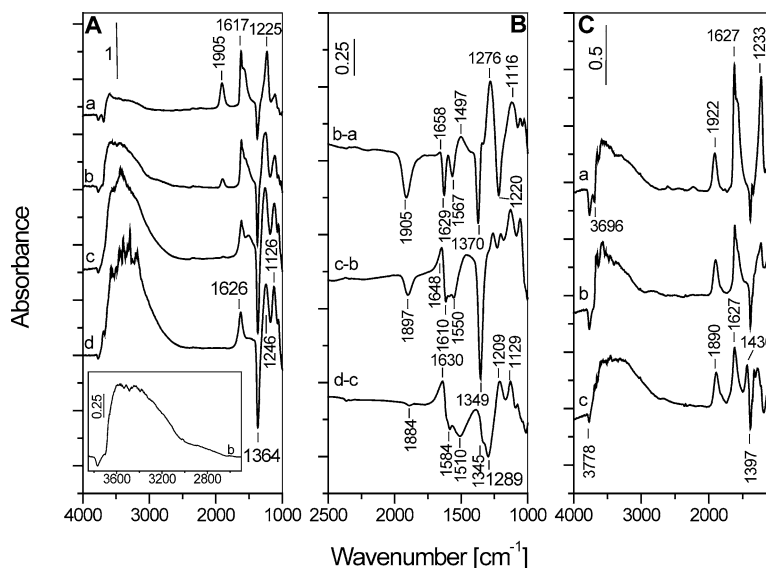 A
1
1617 1225
1905
a
b
c
d
1126
1626
1246
1364
0.25
b
3600 3200 2800
4000 3000 2000 1000
B
0.25
1276
1116
1658
1497
b-a
1905
1629
1567
1370
1220
c-b
1897
1648
1610
1550
1349
1630
1209
1129
d-c
1884
1584
1510
1345
1289
2500 2000 1500 1000
C
0.5
1627
1233
1922
a
3696
b
1890
1627
c
3778
1397
4000 3000 2000
Absorbance
Wavenumber [cm-1]